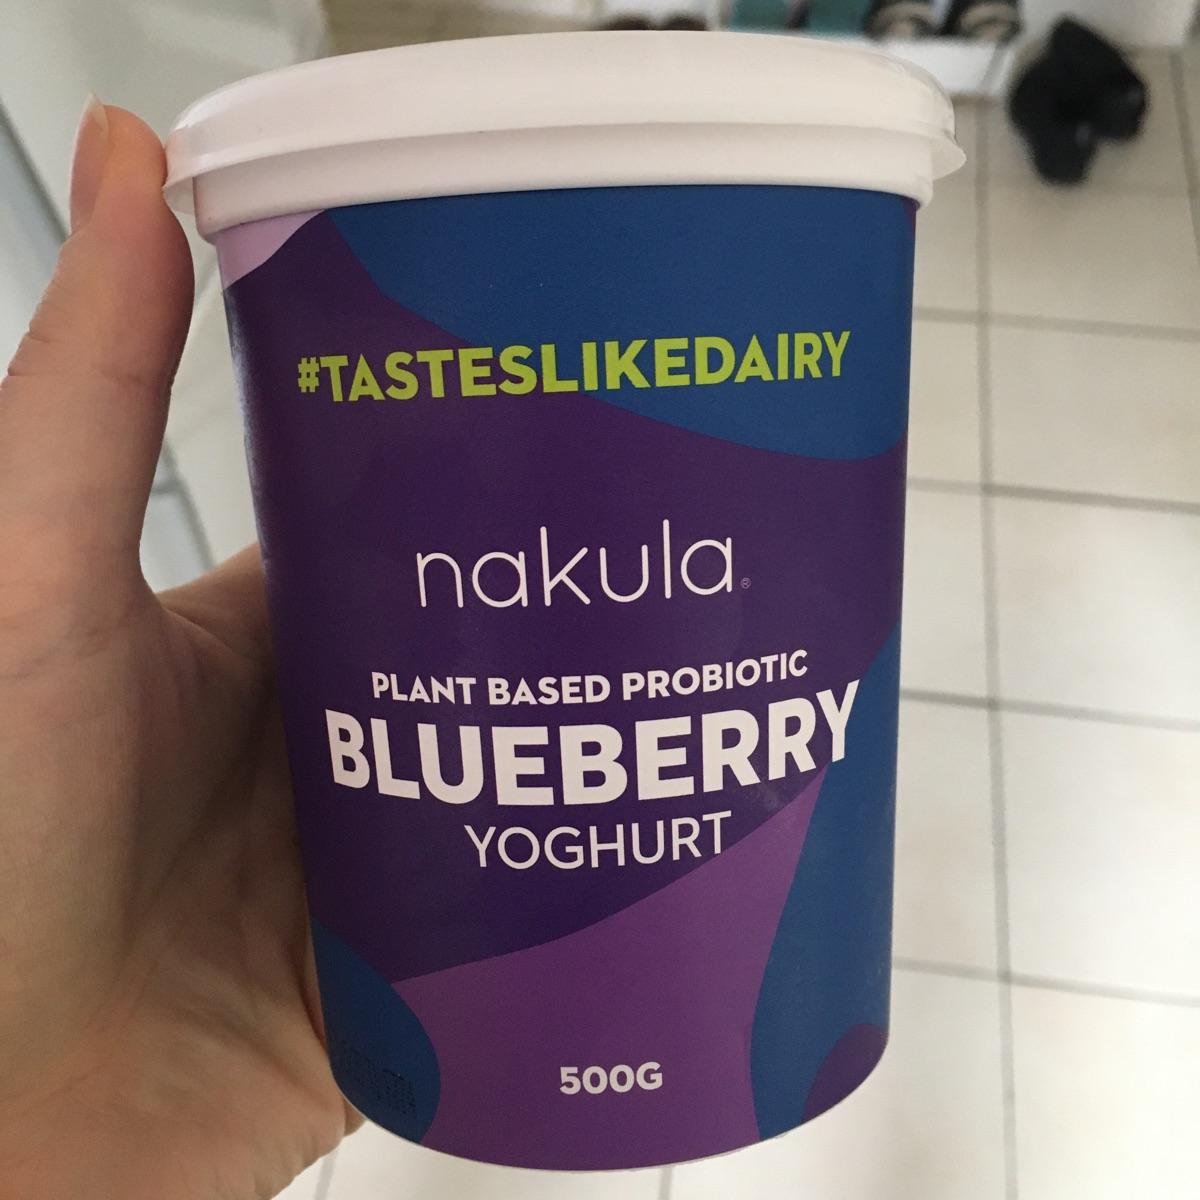 #TASTESLIKEDAIRY
nakula®
PLANT BASED PROBIOTIC
BLUEBERRY
YOGHURT
500G